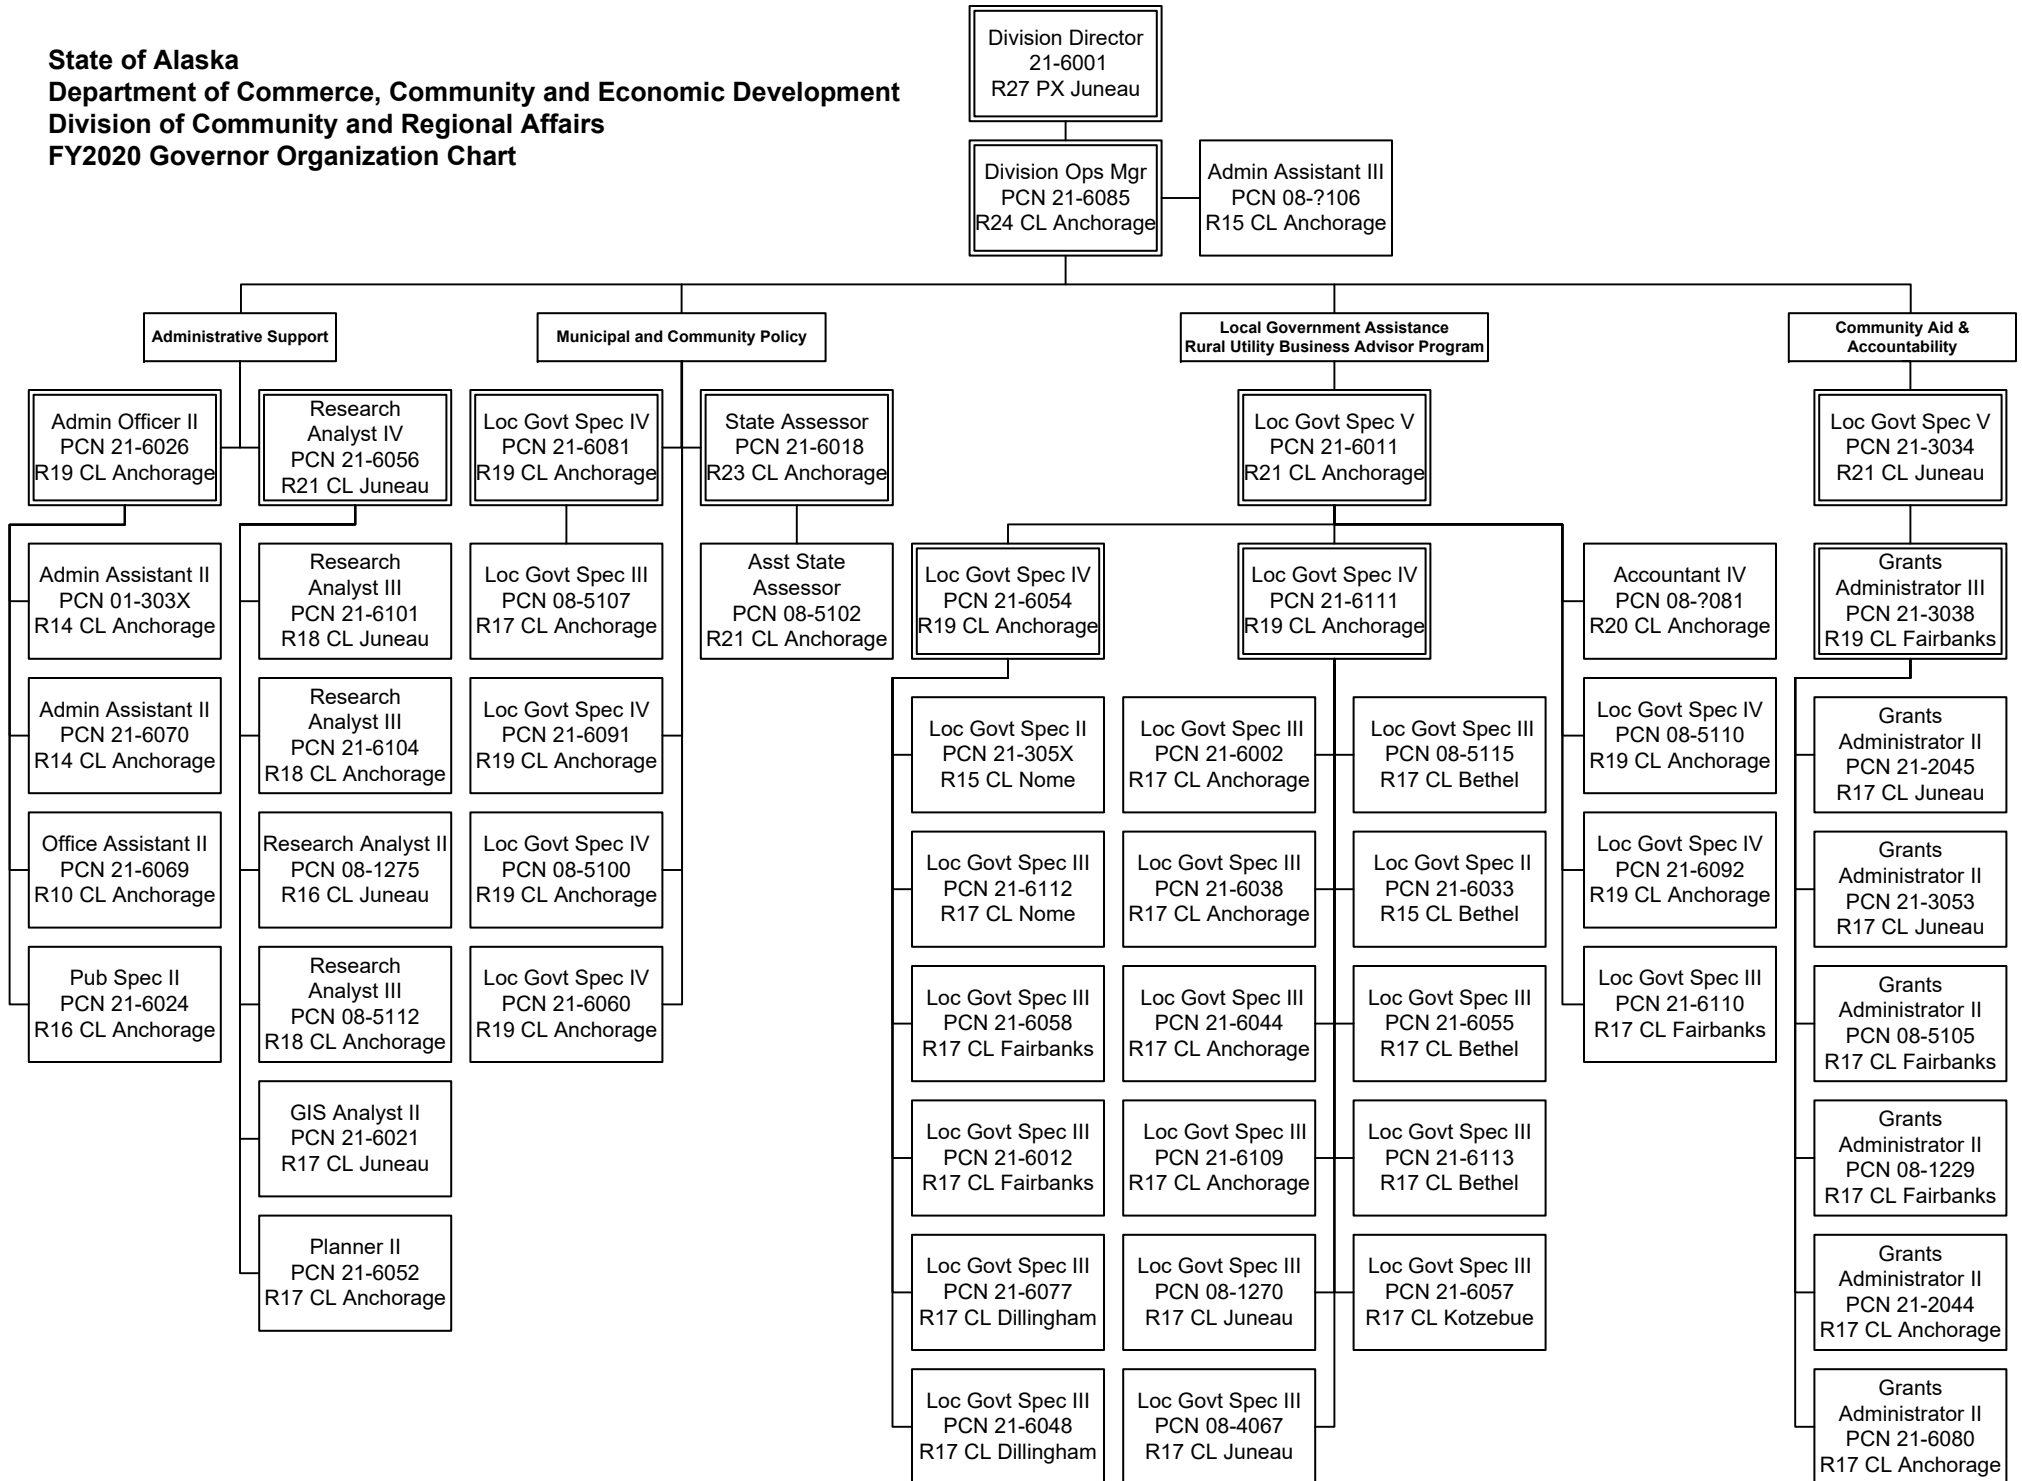 State of Alaska
Department of Commerce, Community and Economic Development
Division of Community and Regional Affairs
FY2020 Governor Organization Chart
Division Director
21-6001
R27 PX Juneau
Division Ops Mgr
PCN 21-6085
R24 CL Anchorage
Admin Assistant III
PCN 08-?106
R15 CL Anchorage
Administrative Support
Admin Officer II
PCN 21-6026
R19 CL Anchorage
Admin Assistant II
PCN 01-303X
R14 CL Anchorage
Admin Assistant II
PCN 21-6070
R14 CL Anchorage
Office Assistant II
PCN 21-6069
R10 CL Anchorage
Pub Spec II
PCN 21-6024
R16 CL Anchorage
Research
Analyst IV
PCN 21-6056
R21 CL Juneau
Research
Analyst III
PCN 21-6101
R18 CL Juneau
Research
Analyst III
PCN 21-6104
R18 CL Anchorage
Research Analyst II
PCN 08-1275
R16 CL Juneau
Research
Analyst III
PCN 08-5112
R18 CL Anchorage
GIS Analyst II
PCN 21-6021
R17 CL Juneau
Planner II
PCN 21-6052
R17 CL Anchorage
Municipal and Community Policy
Loc Govt Spec IV
PCN 21-6081
R19 CL Anchorage
Loc Govt Spec III
PCN 08-5107
R17 CL Anchorage
Loc Govt Spec IV
PCN 21-6091
R19 CL Anchorage
Loc Govt Spec IV
PCN 08-5100
R19 CL Anchorage
Loc Govt Spec IV
PCN 21-6060
R19 CL Anchorage
State Assessor
PCN 21-6018
R23 CL Anchorage
Asst State
Assessor
PCN 08-5102
R21 CL Anchorage
Local Government Assistance
Rural Utility Business Advisor Program
Loc Govt Spec V
PCN 21-6011
R21 CL Anchorage
Loc Govt Spec IV
PCN 21-6054
R19 CL Anchorage
Loc Govt Spec II
PCN 21-305X
R15 CL Nome
Loc Govt Spec III
PCN 21-6112
R17 CL Nome
Loc Govt Spec III
PCN 21-6058
R17 CL Fairbanks
Loc Govt Spec III
PCN 21-6012
R17 CL Fairbanks
Loc Govt Spec III
PCN 21-6077
R17 CL Dillingham
Loc Govt Spec III
PCN 21-6048
R17 CL Dillingham
Loc Govt Spec IV
PCN 21-6111
R19 CL Anchorage
Loc Govt Spec III
PCN 21-6002
R17 CL Anchorage
Loc Govt Spec III
PCN 21-6038
R17 CL Anchorage
Loc Govt Spec III
PCN 21-6044
R17 CL Anchorage
Loc Govt Spec III
PCN 21-6109
R17 CL Anchorage
Loc Govt Spec III
PCN 08-1270
R17 CL Juneau
Loc Govt Spec III
PCN 08-4067
R17 CL Juneau
Loc Govt Spec III
PCN 08-5115
R17 CL Bethel
Loc Govt Spec II
PCN 21-6033
R15 CL Bethel
Loc Govt Spec III
PCN 21-6055
R17 CL Bethel
Loc Govt Spec III
PCN 21-6113
R17 CL Bethel
Loc Govt Spec III
PCN 21-6057
R17 CL Kotzebue
Accountant IV
PCN 08-?081
R20 CL Anchorage
Loc Govt Spec IV
PCN 08-5110
R19 CL Anchorage
Loc Govt Spec IV
PCN 21-6092
R19 CL Anchorage
Loc Govt Spec III
PCN 21-6110
R17 CL Fairbanks
Community Aid &
Accountability
Loc Govt Spec V
PCN 21-3034
R21 CL Juneau
Grants
Administrator III
PCN 21-3038
R19 CL Fairbanks
Grants
Administrator II
PCN 21-2045
R17 CL Juneau
Grants
Administrator II
PCN 21-3053
R17 CL Juneau
Grants
Administrator II
PCN 08-5105
R17 CL Fairbanks
Grants
Administrator II
PCN 08-1229
R17 CL Fairbanks
Grants
Administrator II
PCN 21-2044
R17 CL Anchorage
Grants
Administrator II
PCN 21-6080
R17 CL Anchorage